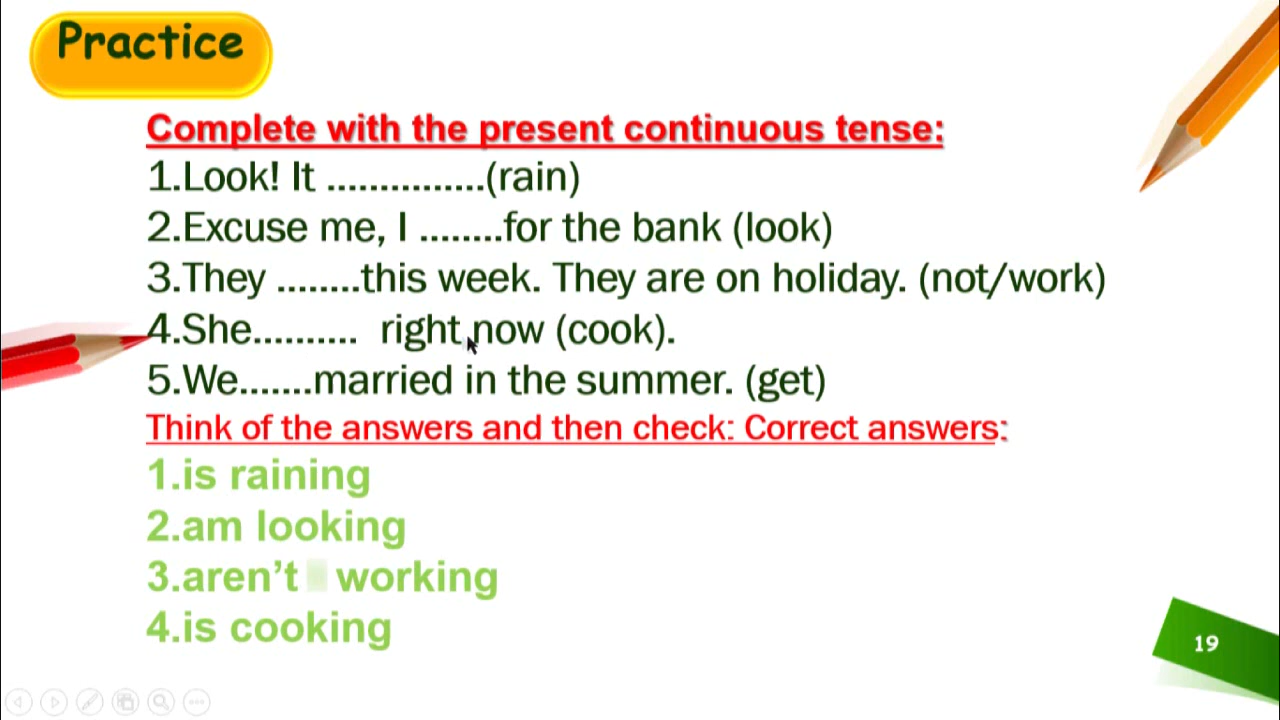 Practice
Complete with the present continuous tense:
1.Look! It ...............(rain)
2.Excuse me, I ........for the bank (look)
3.They ........this week. They are on holiday. (not/work)
4.She.......... right now (cook).
5.We.......married in the summer. (get)
Think of the answers and then check: Correct answers:
1.is raining
2.am looking
3.aren’t working
4.is cooking
19